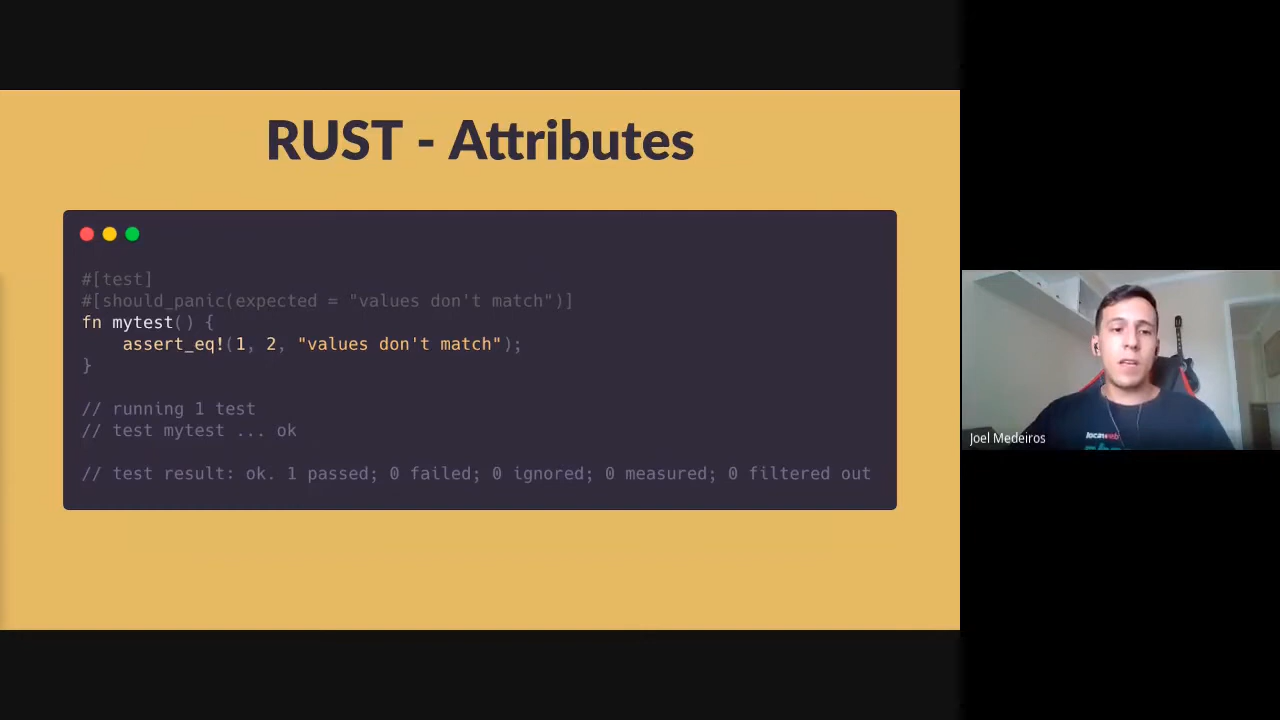 RUST - Attributes
#[test]
#[should_panic(expected = "values don't match")]
fn mytest() {
    assert_eq!(1, 2, "values don't match");
}
// running 1 test
// test mytest ... ok
// test result: ok. 1 passed; 0 failed; 0 ignored; 0 measured; 0 filtered out
locaweb
Joel Medeiros